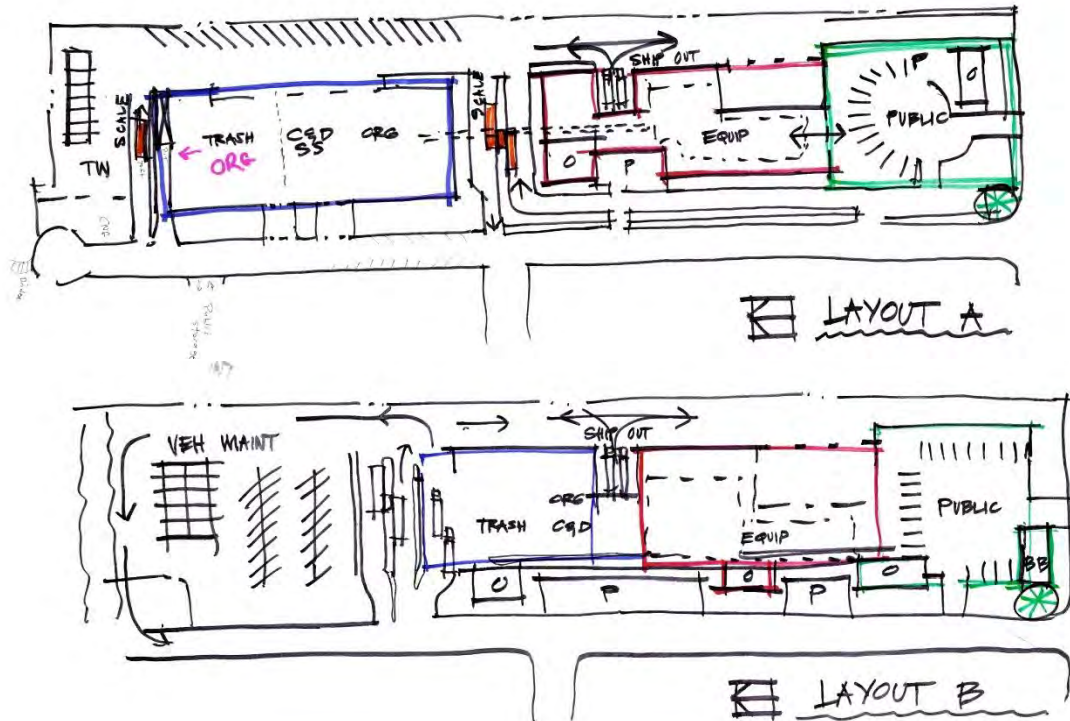 SHIP OUT
SCALE
SCALE
TRASH
C&D
ORG
SS
ORG
TW
EQUIP
P
PUBLIC
O
O
P
LAYOUT A
VEH MAINT
SHIP OUT
ORG
TRASH
C&D
EQUIP
PUBLIC
BB
O
P
O
P
O
LAYOUT B